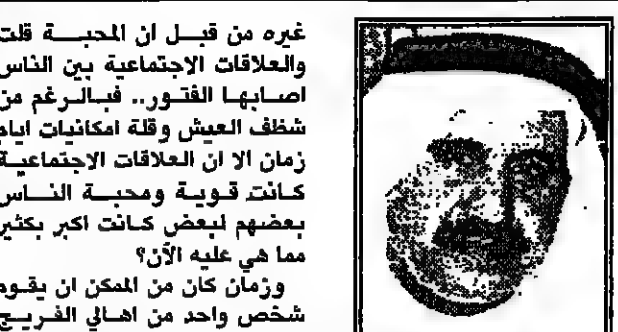 غيره من قبل ان المحبة قلت
والعلاقات الاجتماعية بين الناس
اصابها الفتور.. فبالرغم من
شظف العيش وقلة امكانيات ايام
زمان الا ان العلاقات الاجتماعية
كانت قوية ومحبة الناس
بعضهم لبعض كانت اكبر بكثير
مما هي عليه الآن؟
وزمان كان من الممكن ان يقوم
شخص واحد من اهالي الفريج